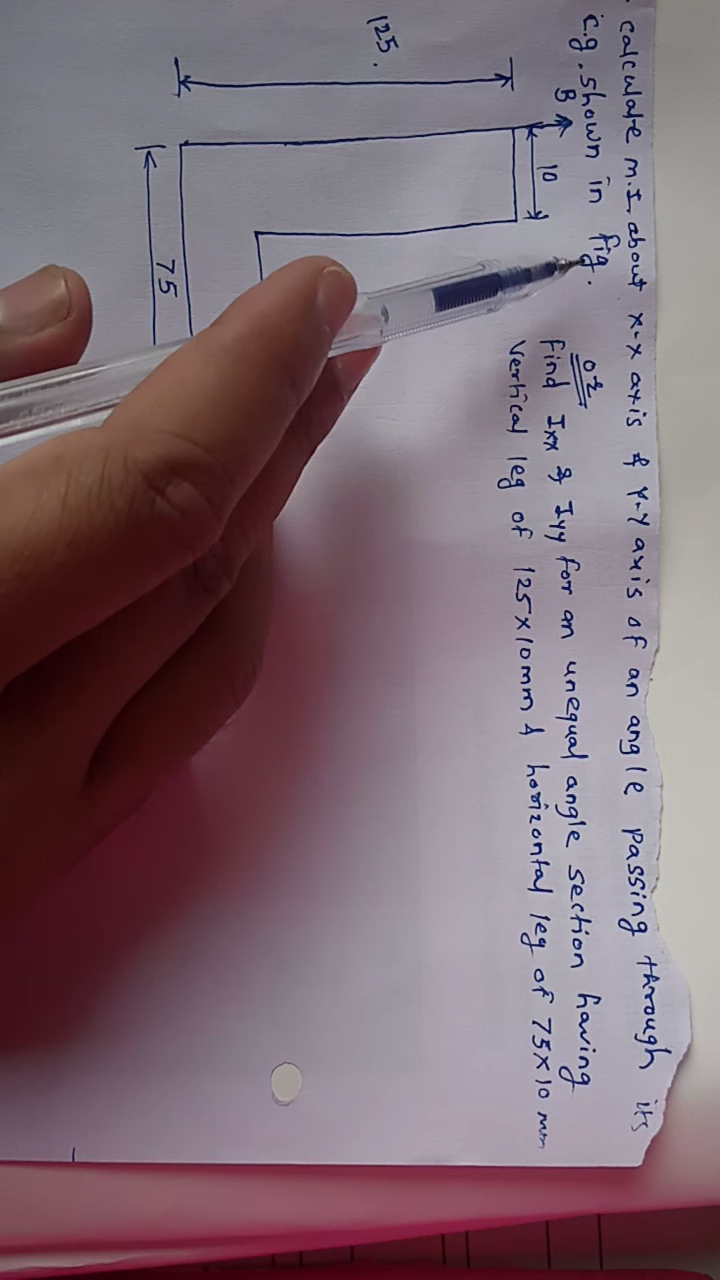 calculate M.I. about x-x axis & Y-Y axis of an angle passing through its
c.g. shown in fig.
or
find Ixx & Iyy for an unequal angle section having
vertical leg of 125x10mm & horizontal leg of 75x10 mm
B
10
125.
75